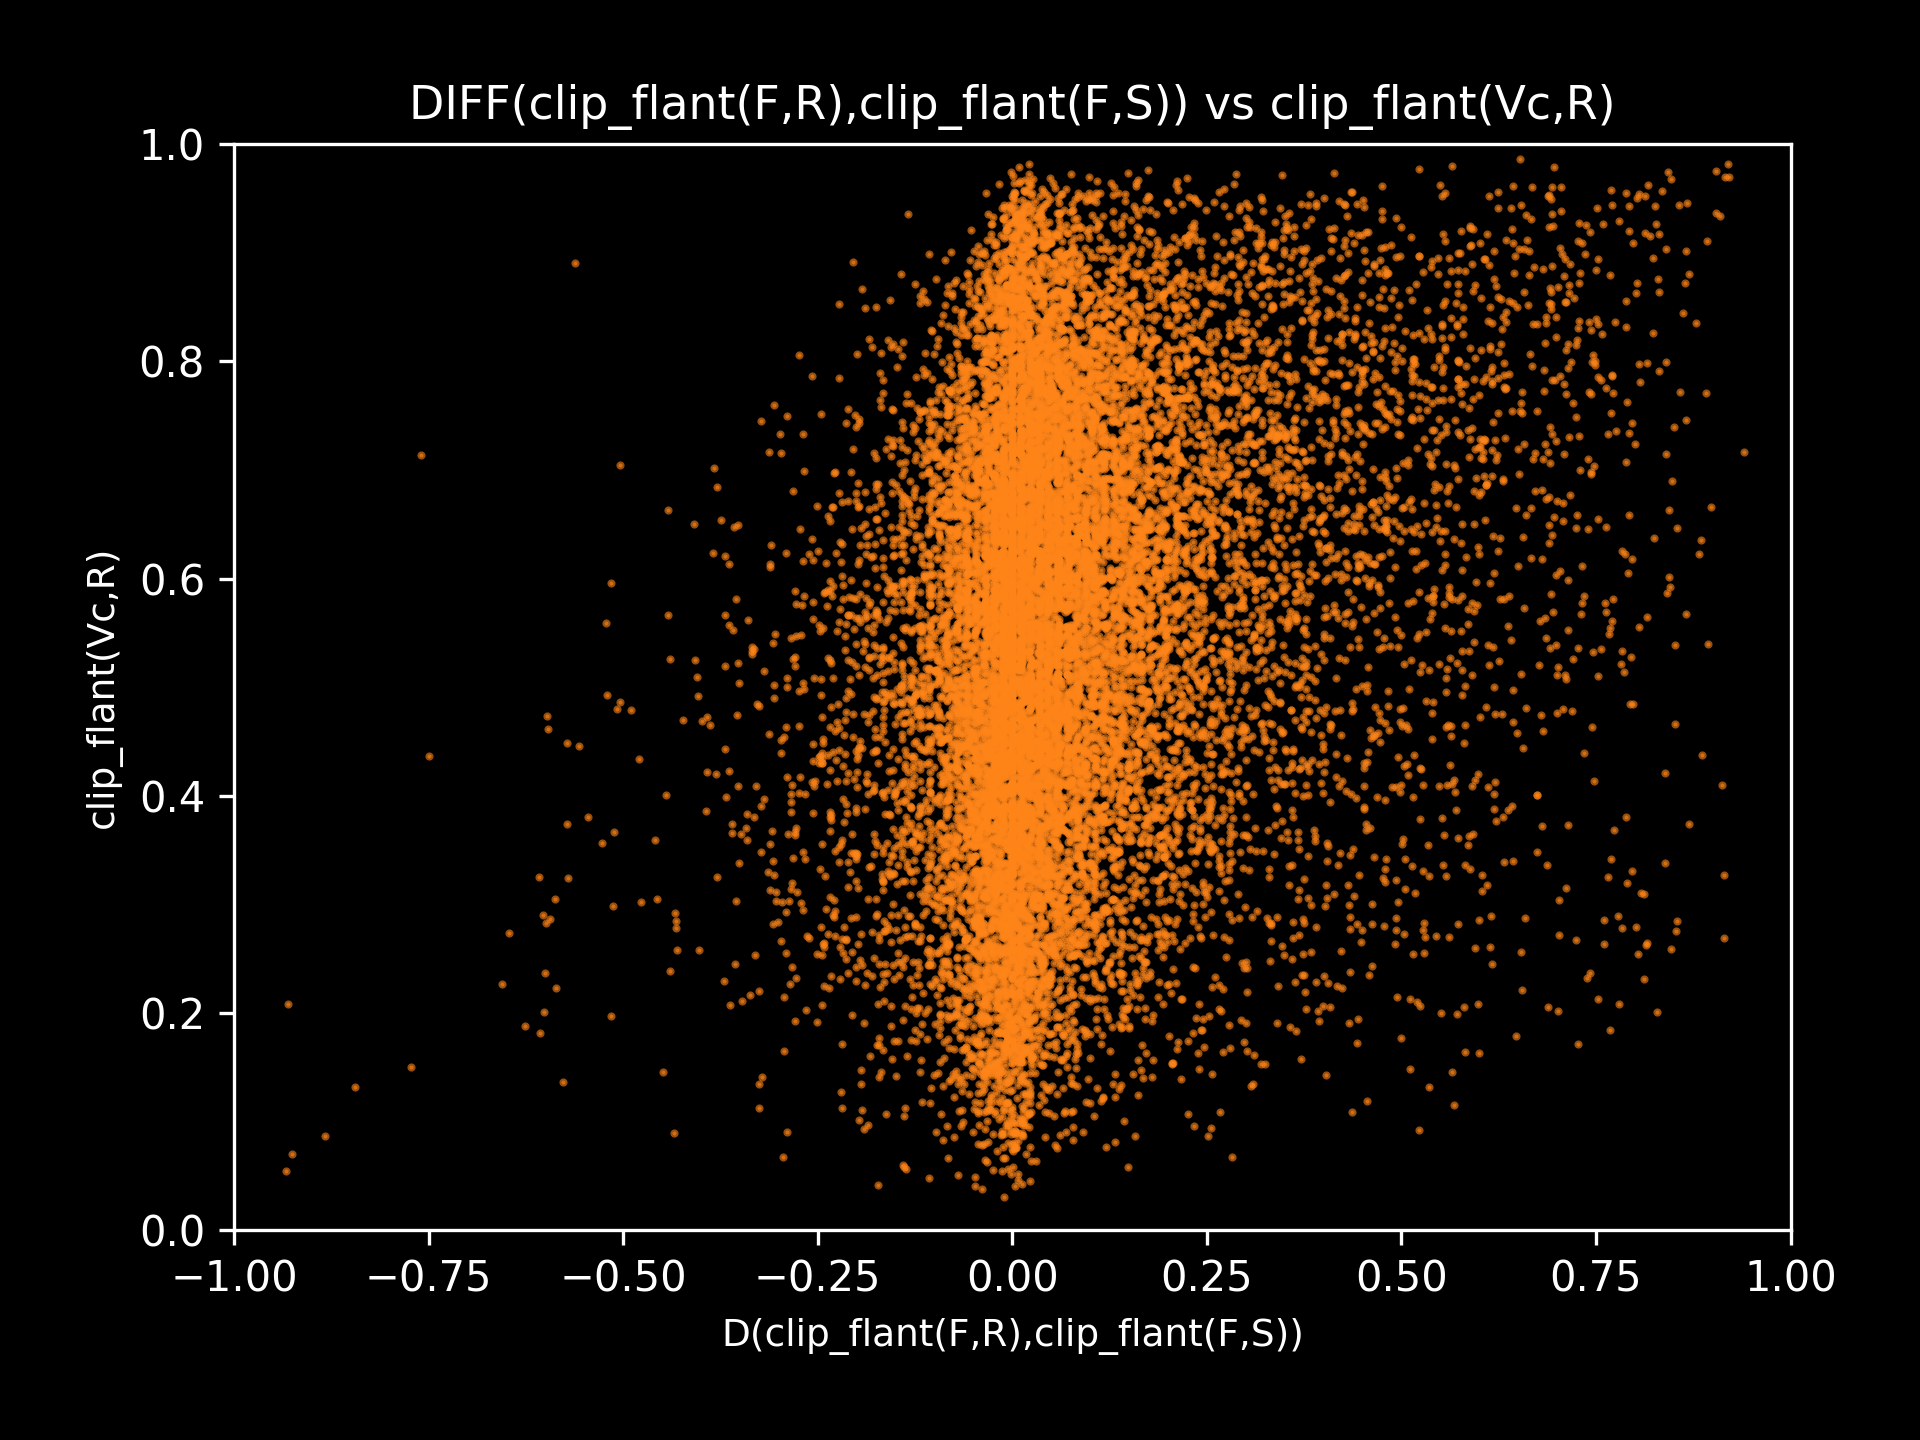 DIFF(clip_flant(F,R),clip_flant(F,S)) vs clip_flant(Vc,R)
1.0
0.8
0.6
0.4
0.2
0.0
clip_flant(Vc,R)
−1.00 −0.75 −0.50 −0.25 0.00 0.25 0.50 0.75 1.00
D(clip_flant(F,R),clip_flant(F,S))